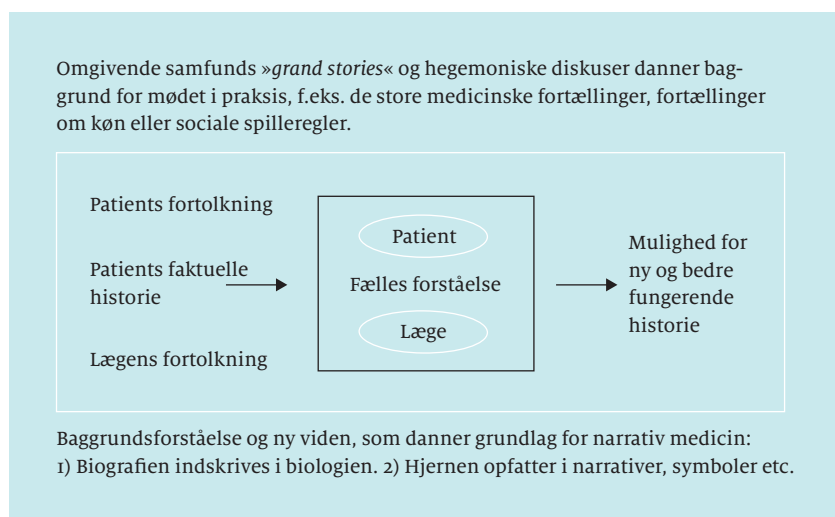 Omgivende samfunds »grand stories« og hegemoniske diskuser danner bag-
grund for mødet i praksis, f.eks. de store medicinske fortællinger, fortællinger
om køn eller sociale spilleregler.
Patients fortolkning
Patients faktuelle
historie
Lægens fortolkning
Patient
Fælles forståelse
Læge
Mulighed for
ny og bedre
fungerende
historie
Baggrundsforståelse og ny viden, som danner grundlag for narrativ medicin:
1) Biografien indskrives i biologien. 2) Hjernen opfatter i narrativer, symboler etc.